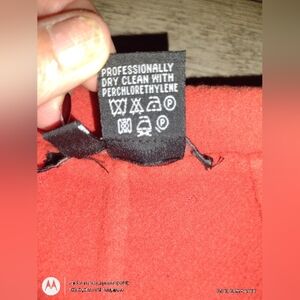 PROFESSIONALLY
DRY CLEAN WITH
PERCHLORETHYLENE
P
P